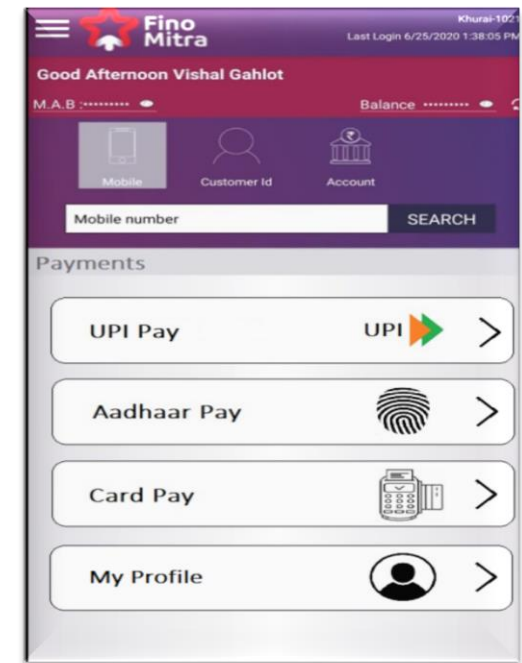 Fino
Mitra
Khurai-1021
Last Login 6/25/2020 1:38:05 PM
Good Afternoon Vishal Gahlot
M.A.B :·········
Balance ·········
Mobile
Customer Id
Account
Mobile number
SEARCH
Payments
UPI Pay
UPI
Aadhaar Pay
Card Pay
My Profile